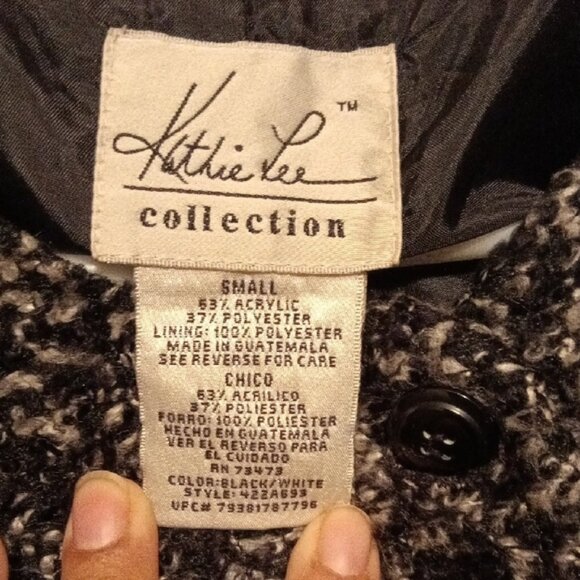 Kathie Lee ™
collection
SMALL
63% ACRYLIC
37% POLYESTER
LINING: 100% POLYESTER
MADE IN GUATEMALA
SEE REVERSE FOR CARE
CHICO
63% ACRILICO
37% POLIESTER
FORRO: 100% POLYESTER
HECHO EN GUATEMALA
VER EL REVERSO PARA
EL CUIDADO
RN 73473
COLOR:BLACK/WHITE
STYLE: 422A693
UPC# 79381787796